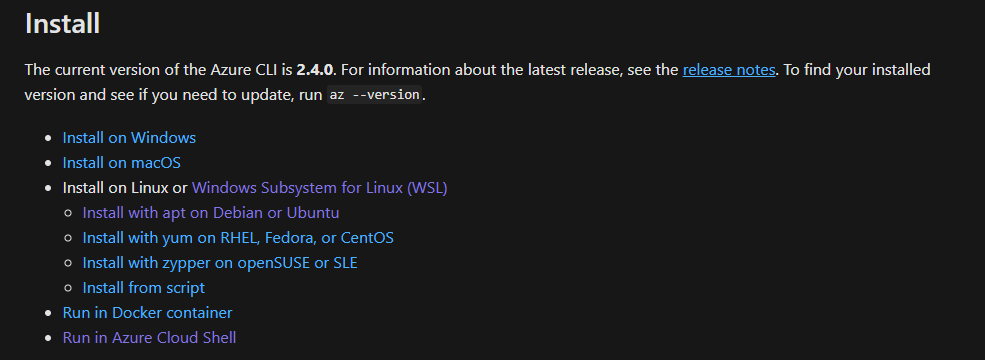 Install
The current version of the Azure CLI is 2.4.0. For information about the latest release, see the release notes. To find your installed
version and see if you need to update, run az --version.
Install on Windows
Install on macOS
Install on Linux or Windows Subsystem for Linux (WSL)
Install with apt on Debian or Ubuntu
Install with yum on RHEL, Fedora, or CentOS
Install with zypper on openSUSE or SLE
Install from script
Run in Docker container
Run in Azure Cloud Shell